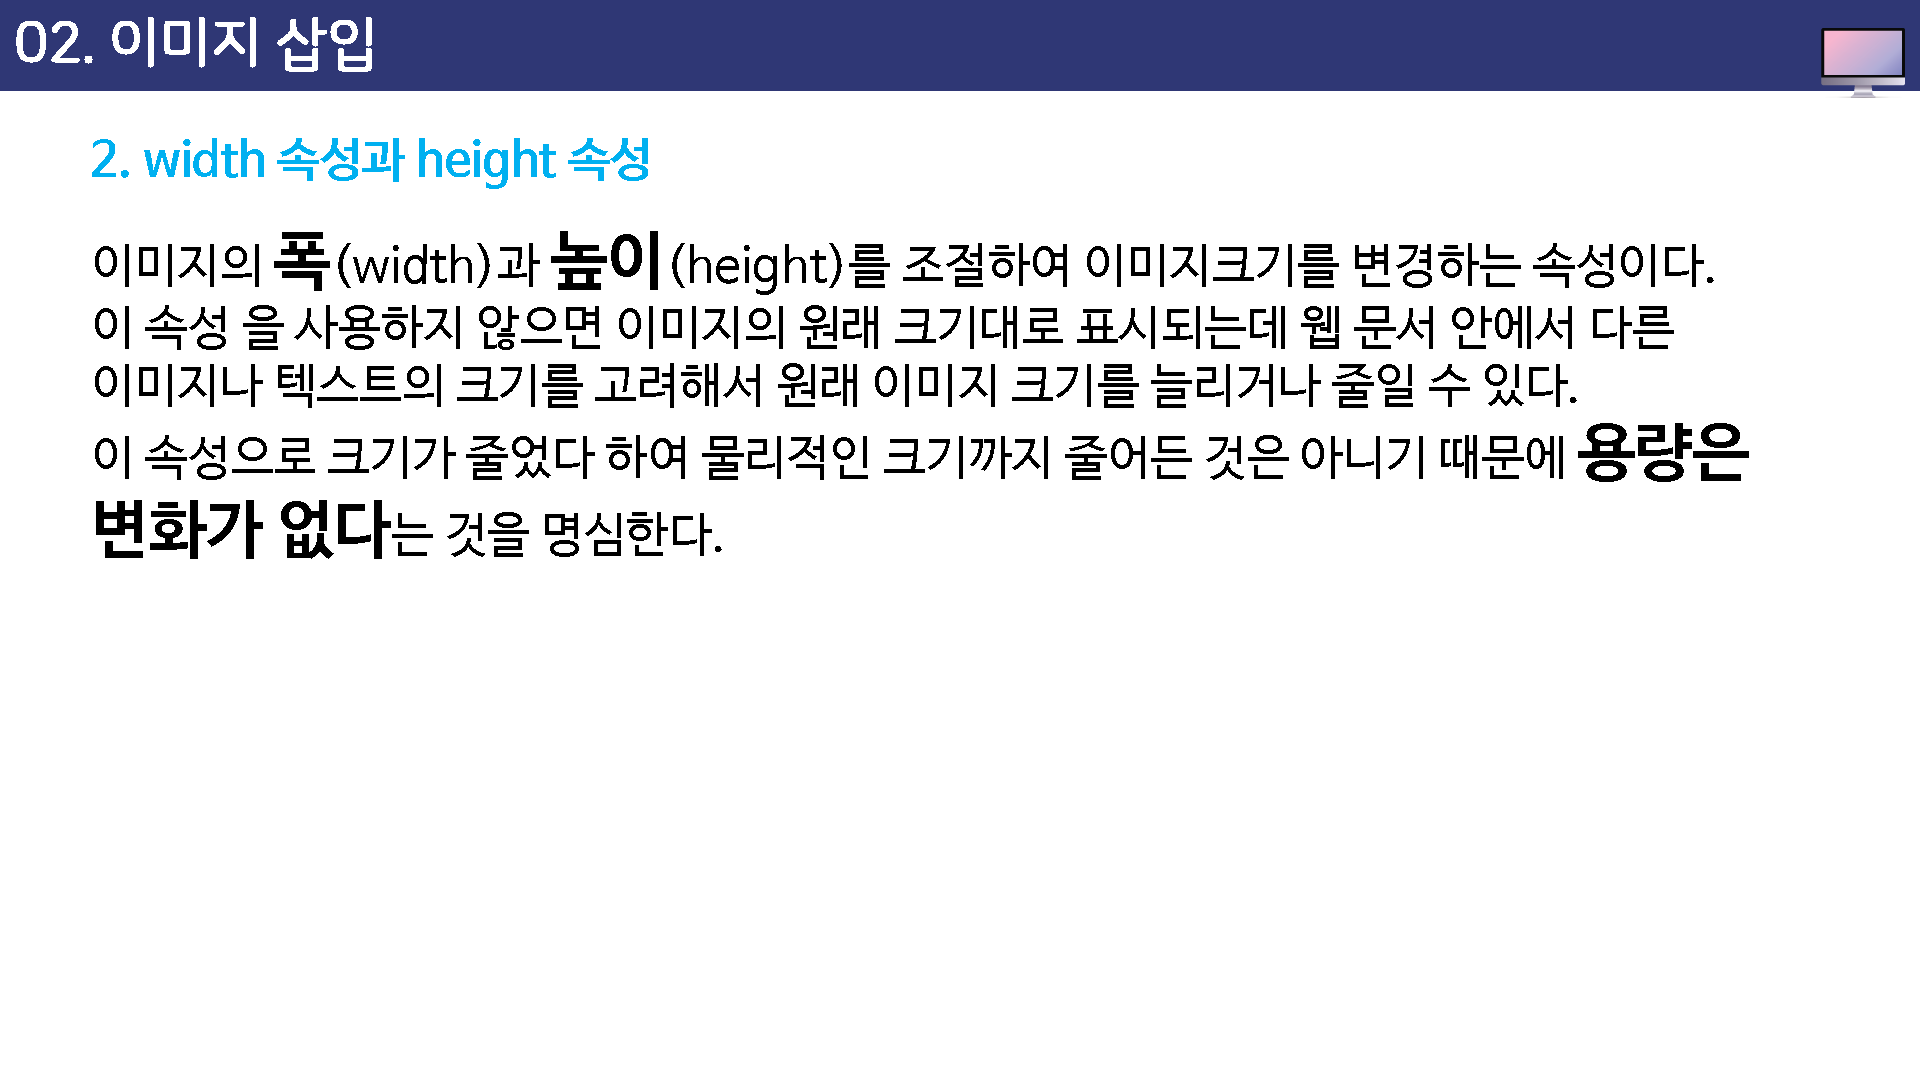 02. 이미지 삽입
2. width 속성과 height 속성
이미지의 폭(width)과 높이(height)를 조절하여 이미지크기를 변경하는 속성이다.
이 속성 을 사용하지 않으면 이미지의 원래 크기대로 표시되는데 웹 문서 안에서 다른
이미지나 텍스트의 크기를 고려해서 원래 이미지 크기를 늘리거나 줄일 수 있다.
이 속성으로 크기가 줄었다 하여 물리적인 크기까지 줄어든 것은 아니기 때문에 용량은
변화가 없다는 것을 명심한다.